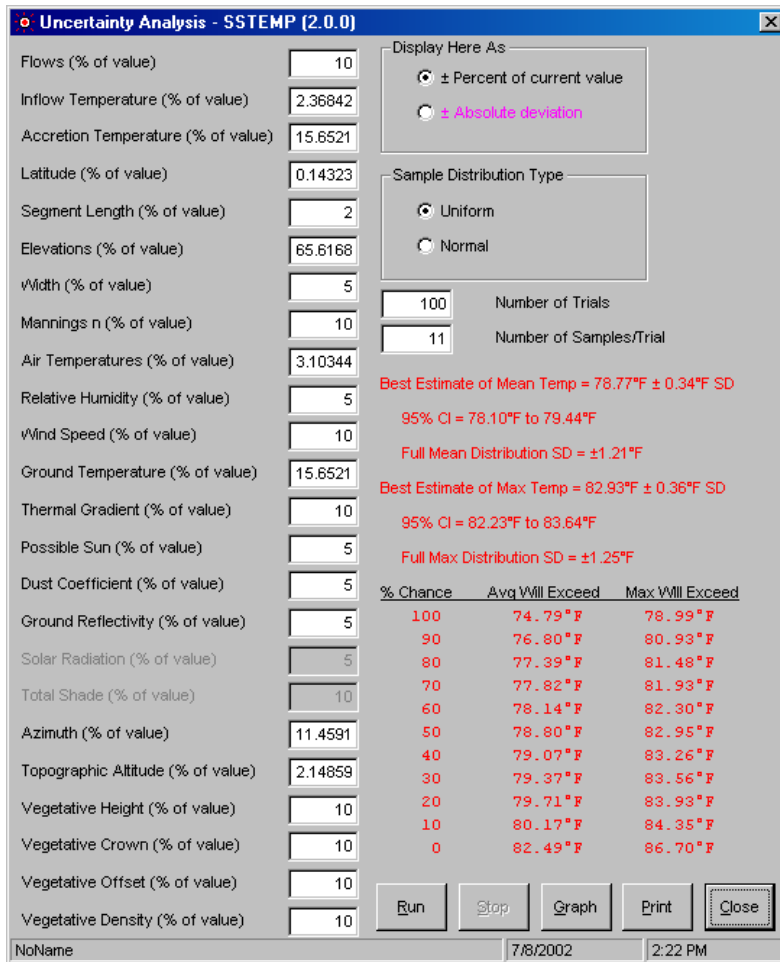 Uncertainty Analysis - SSTEMP (2.0.0)
Flows (% of value) 10
Inflow Temperature (% of value) 2.36842
Accretion Temperature (% of value) 15.6521
Latitude (% of value) 0.14323
Segment Length (% of value) 2
Elevations (% of value) 65.6168
Width (% of value) 5
Mannings n (% of value) 10
Air Temperatures (% of value) 3.10344
Relative Humidity (% of value) 5
Wind Speed (% of value) 10
Ground Temperature (% of value) 15.6521
Thermal Gradient (% of value) 10
Possible Sun (% of value) 5
Dust Coefficient (% of value) 5
Ground Reflectivity (% of value) 5
Solar Radiation (% of value) 5
Total Shade (% of value) 10
Azimuth (% of value) 11.4591
Topographic Altitude (% of value) 2.14859
Vegetative Height (% of value) 10
Vegetative Crown (% of value) 10
Vegetative Offset (% of value) 10
Vegetative Density (% of value) 10
Display Here As
± Percent of current value
± Absolute deviation
Sample Distribution Type
Uniform
Normal
100 Number of Trials
11 Number of Samples/Trial
Best Estimate of Mean Temp = 78.77°F ± 0.34°F SD
95% CI = 78.10°F to 79.44°F
Full Mean Distribution SD = ±1.21°F
Best Estimate of Max Temp = 82.93°F ± 0.36°F SD
95% CI = 82.23°F to 83.64°F
Full Max Distribution SD = ±1.25°F
% Chance Avg Will Exceed Max Will Exceed
100 74.79°F 78.99°F
90 76.80°F 80.93°F
80 77.39°F 81.48°F
70 77.82°F 81.93°F
60 78.14°F 82.30°F
50 78.80°F 82.95°F
40 79.07°F 83.26°F
30 79.37°F 83.56°F
20 79.71°F 83.93°F
10 80.17°F 84.35°F
0 82.49°F 86.70°F
Run Stop Graph Print Close
NoName 7/8/2002 2:22 PM